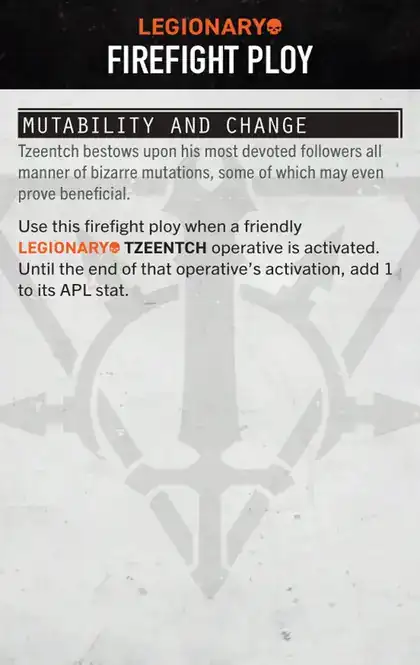 LEGIONARY
FIREFIGHT PLOY
MUTABILITY AND CHANGE
Tzeentch bestows upon his most devoted followers all
manner of bizarre mutations, some of which may even
prove beneficial.
Use this firefight ploy when a friendly
LEGIONARY TZEENTCH operative is activated.
Until the end of that operative’s activation, add 1
to its APL stat.